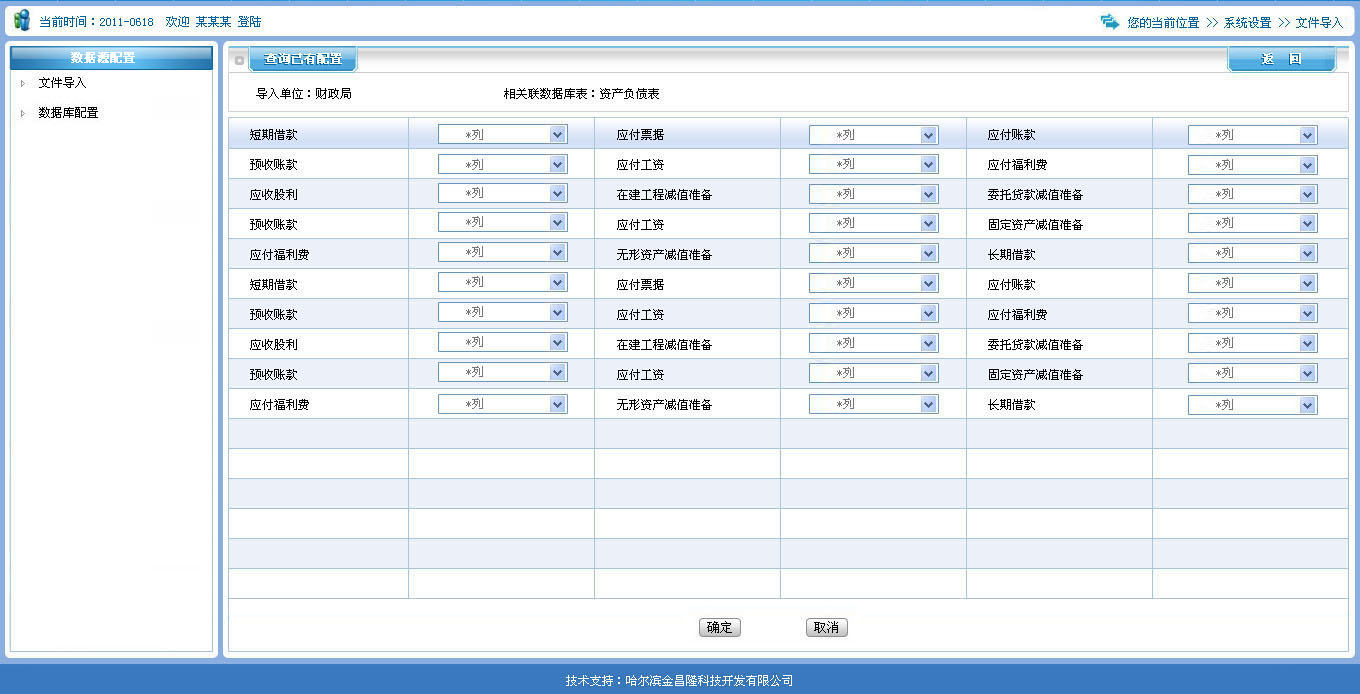 当前时间：2011-0618 欢迎 某某某 登陆
您的当前位置 >> 系统设置 >> 文件导入
数据源配置
文件导入
数据库配置
查询已有配置
返 回
导入单位：财政局 相关联数据库表：资产负债表
短期借款 *列 应付票据 *列 应付账款 *列
预收账款 *列 应付工资 *列 应付福利费 *列
应收股利 *列 在建工程减值准备 *列 委托贷款减值准备 *列
预收账款 *列 应付工资 *列 固定资产减值准备 *列
应付福利费 *列 无形资产减值准备 *列 长期借款 *列
短期借款 *列 应付票据 *列 应付账款 *列
预收账款 *列 应付工资 *列 应付福利费 *列
应收股利 *列 在建工程减值准备 *列 委托贷款减值准备 *列
预收账款 *列 应付工资 *列 固定资产减值准备 *列
应付福利费 *列 无形资产减值准备 *列 长期借款 *列
确定 取消
技术支持：哈尔滨金昌隆科技开发有限公司